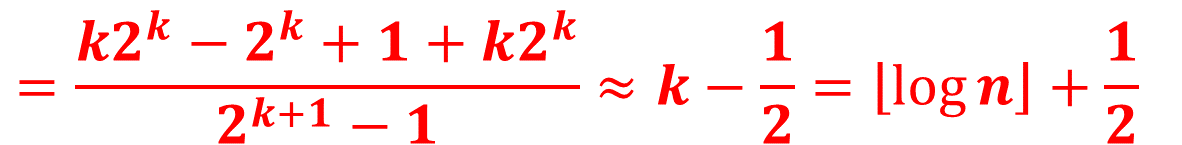 = (k2^k − 2^k + 1 + k2^k) / (2^(k+1) − 1) ≈ k − 1/2 = ⌊log n⌋ + 1/2